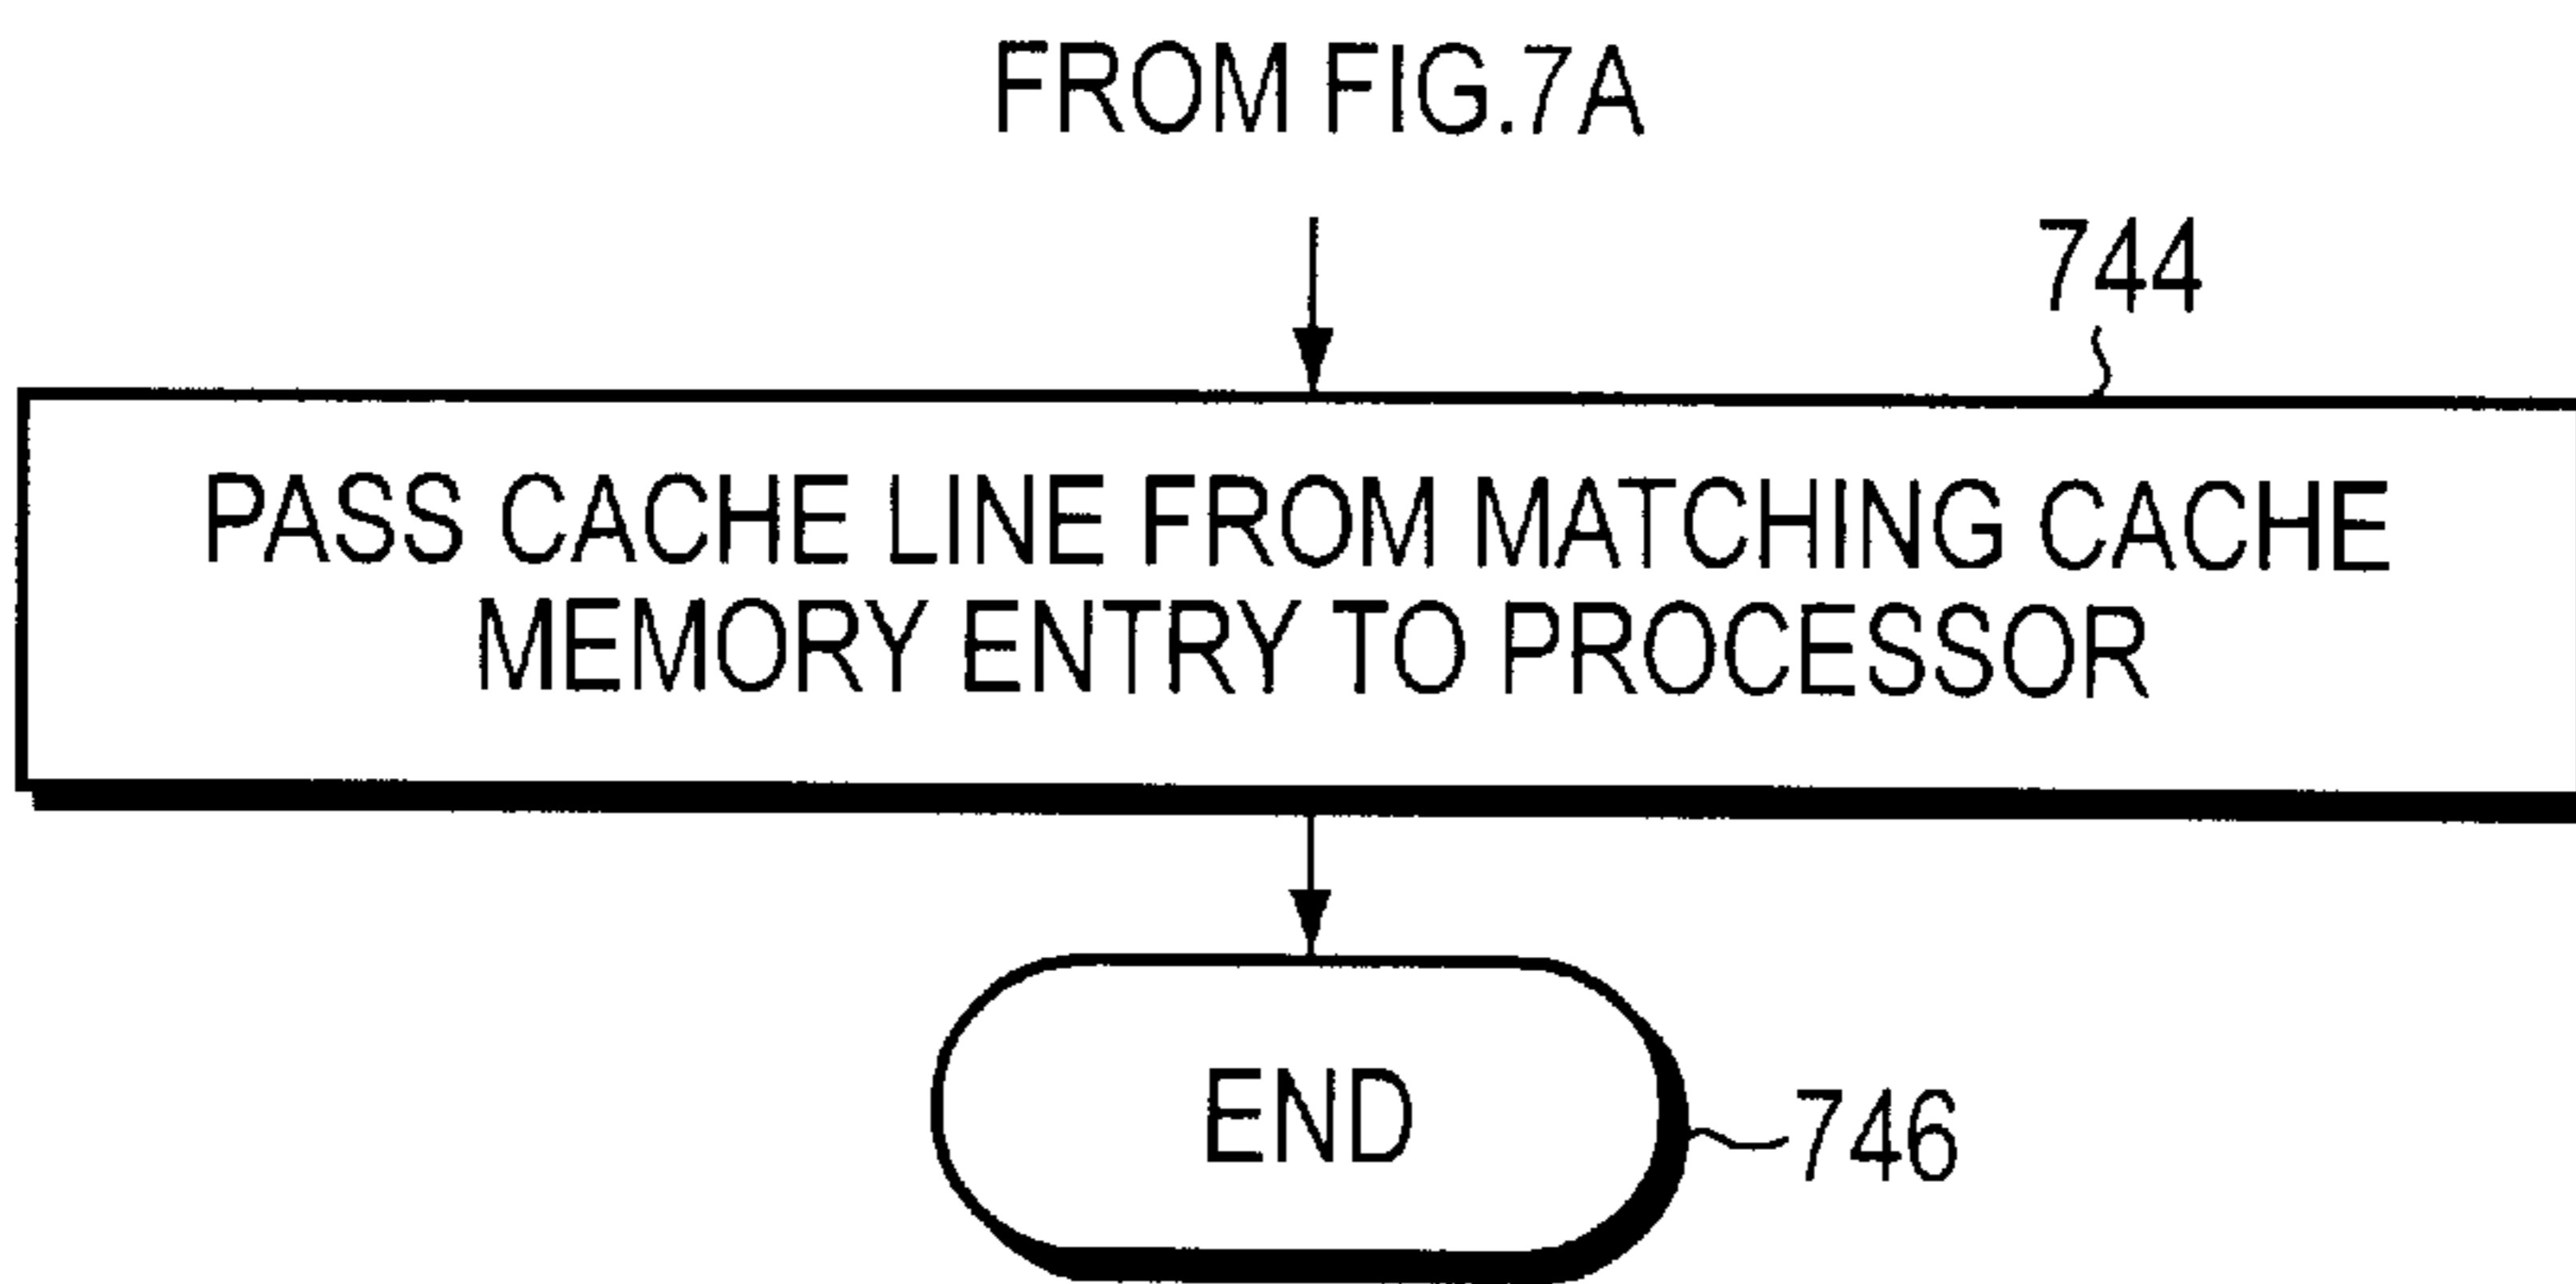 FROM FIG.7A
744
PASS CACHE LINE FROM MATCHING CACHE
MEMORY ENTRY TO PROCESSOR
END
746